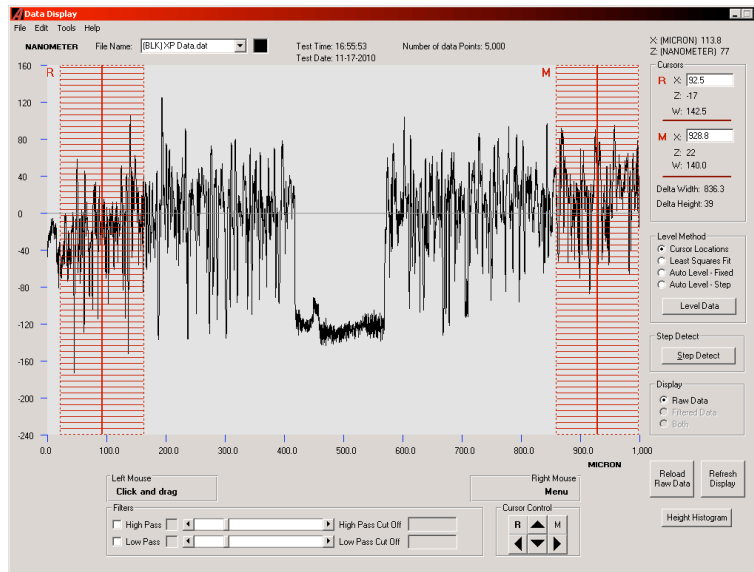 Data Display
File Edit Tools Help
NANOMETER File Name: (BLK) XP Data.dat Test Time: 16:55:53 Number of data Points: 5,000
Test Date: 11-17-2010
X: (MICRON) 113.8
Z: (NANOMETER) 77
160
120
80
40
0
-40
-80
-120
-160
-200
-240
R M
0.0 100.0 200.0 300.0 400.0 500.0 600.0 700.0 800.0 900.0 1,000
MICRON
Cursors
R X: 92.5
Z: -17
W: 142.5
M X: 928.8
Z: 22
W: 140.0
Delta Width: 836.3
Delta Height: 39
Level Method
Cursor Locations
Least Squares Fit
Auto Level - Fixed
Auto Level - Step
Level Data
Step Detect
Step Detect
Display
Raw Data
Filtered Data
Both
Reload Raw Data
Refresh Display
Height Histogram
Left Mouse
Click and drag
Right Mouse
Menu
Filters
High Pass High Pass Cut Off
Low Pass Low Pass Cut Off
Cursor Control
R M